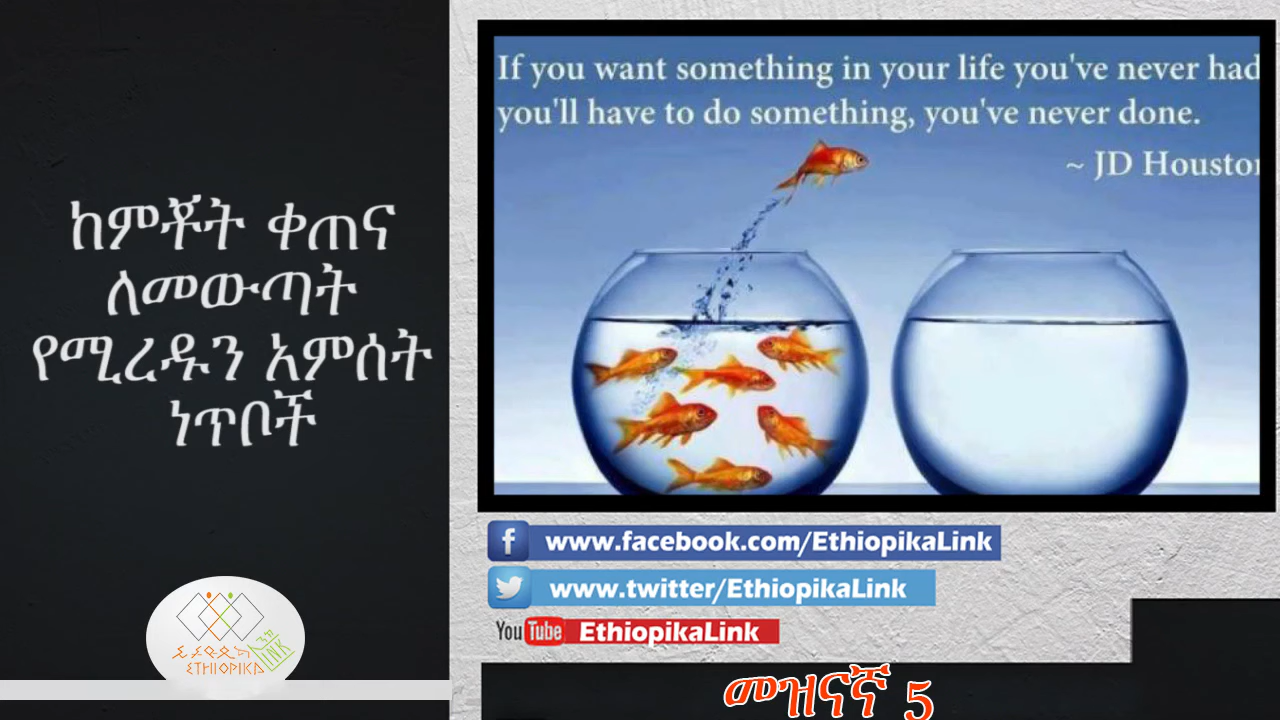 ከምቾት ቀጠና
ለመውጣት
የሚረዱን አምስት
ነጥቦች
ETHIOPIKA
LINK
If you want something in your life you've never had
you'll have to do something, you've never done.
~ JD Houston
f www.facebook.com/EthiopikaLink
www.twitter/EthiopikaLink
YouTube EthiopikaLink
መዝናኛ 5